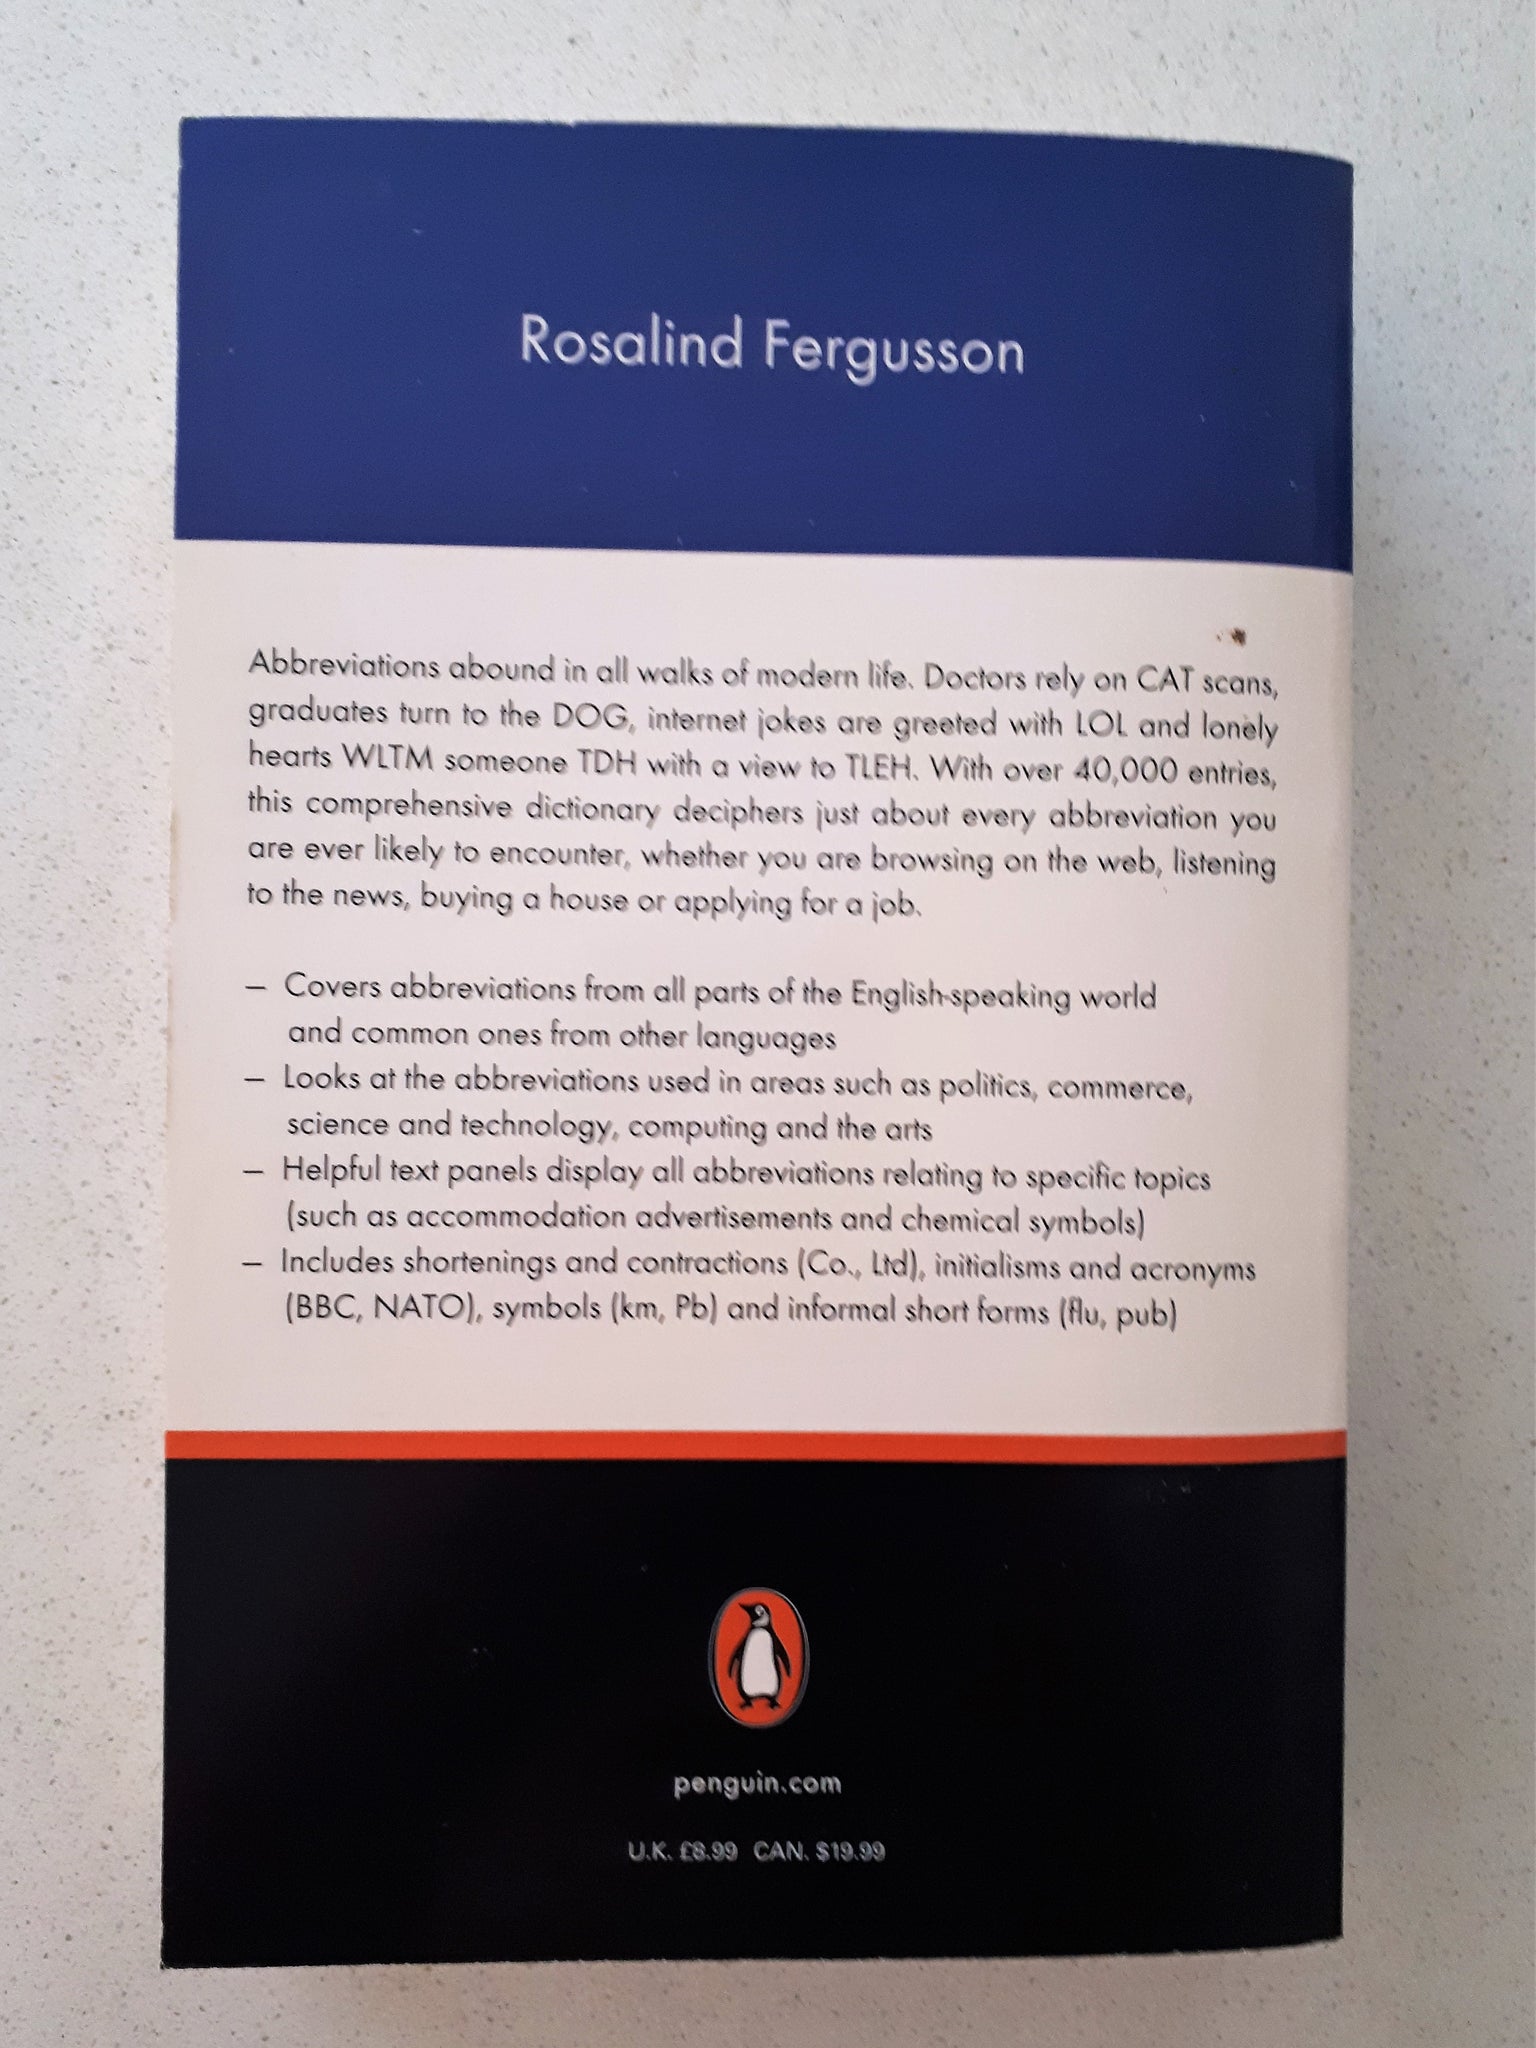 Rosalind Fergusson
Abbreviations abound in all walks of modern life. Doctors rely on CAT scans,
graduates turn to the DOG, internet jokes are greeted with LOL and lonely
hearts WLTM someone TDH with a view to TLEH. With over 40,000 entries,
this comprehensive dictionary deciphers just about every abbreviation you
are ever likely to encounter, whether you are browsing on the web, listening
to the news, buying a house or applying for a job.
– Covers abbreviations from all parts of the English-speaking world
and common ones from other languages
– Looks at the abbreviations used in areas such as politics, commerce,
science and technology, computing and the arts
– Helpful text panels display all abbreviations relating to specific topics
(such as accommodation advertisements and chemical symbols)
– Includes shortenings and contractions (Co., Ltd), initialisms and acronyms
(BBC, NATO), symbols (km, Pb) and informal short forms (flu, pub)
penguin.com
U.K. £8.99 CAN. $19.99